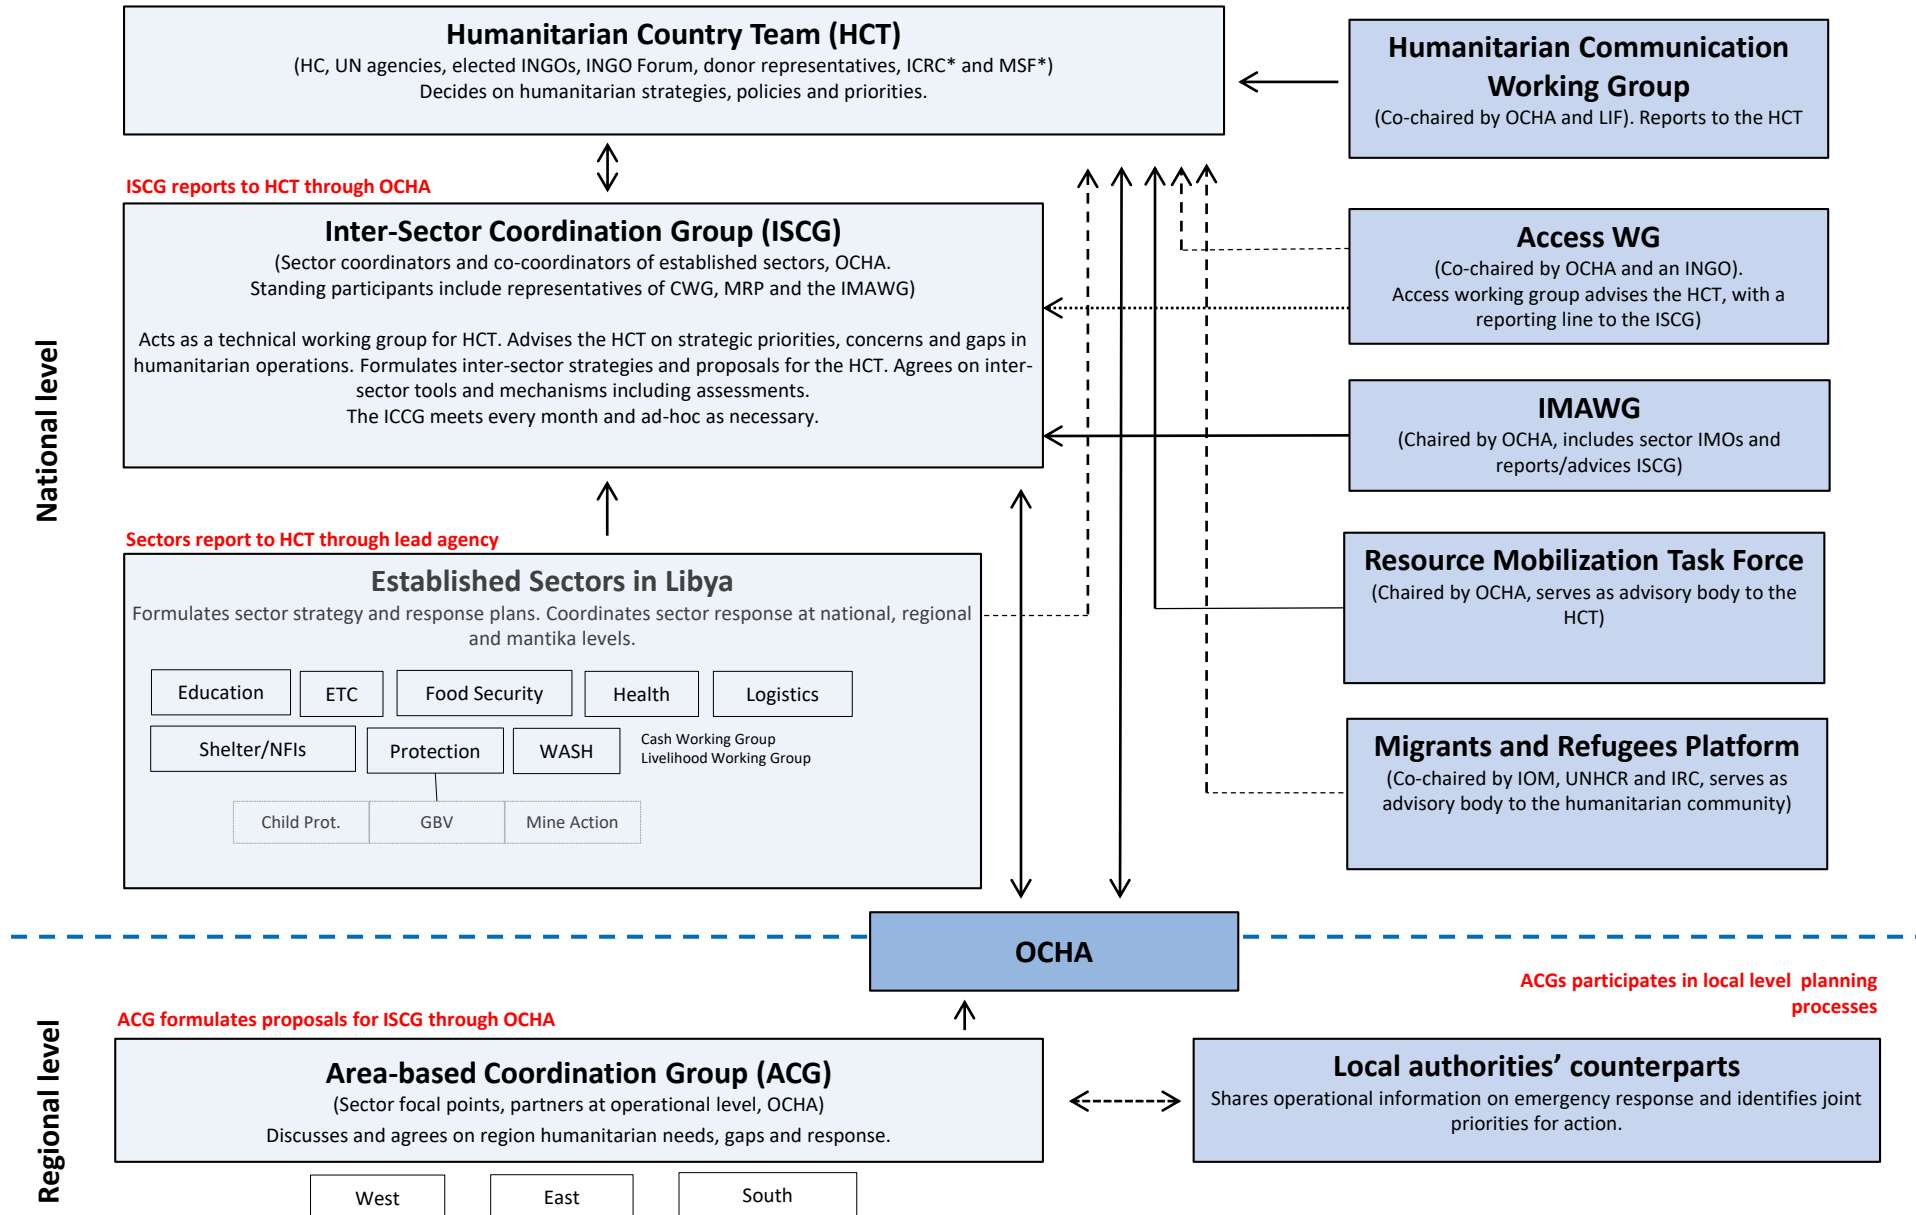 Humanitarian Country Team (HCT)
(HC, UN agencies, elected INGOs, INGO Forum, donor representatives, ICRC* and MSF*)
Decides on humanitarian strategies, policies and priorities.
Humanitarian Communication
Working Group
(Co-chaired by OCHA and LIF). Reports to the HCT
National level
ISCG reports to HCT through OCHA
Inter-Sector Coordination Group (ISCG)
(Sector coordinators and co-coordinators of established sectors, OCHA.
Standing participants include representatives of CWG, MRP and the IMAWG)
Acts as a technical working group for HCT. Advises the HCT on strategic priorities, concerns and gaps in
humanitarian operations. Formulates inter-sector strategies and proposals for the HCT. Agrees on inter-
sector tools and mechanisms including assessments.
The ICCG meets every month and ad-hoc as necessary.
Access WG
(Co-chaired by OCHA and an INGO).
Access working group advises the HCT, with a
reporting line to the ISCG)
IMAWG
(Chaired by OCHA, includes sector IMOs and
reports/advices ISCG)
Sectors report to HCT through lead agency
Established Sectors in Libya
Formulates sector strategy and response plans. Coordinates sector response at national, regional
and mantika levels.
Education
ETC
Food Security
Health
Logistics
Shelter/NFIs
Protection
WASH
Cash Working Group
Livelihood Working Group
Child Prot.
GBV
Mine Action
Resource Mobilization Task Force
(Chaired by OCHA, serves as advisory body to the
HCT)
Migrants and Refugees Platform
(Co-chaired by IOM, UNHCR and IRC, serves as
advisory body to the humanitarian community)
OCHA
Regional level
ACG formulates proposals for ISCG through OCHA
Area-based Coordination Group (ACG)
(Sector focal points, partners at operational level, OCHA)
Discusses and agrees on region humanitarian needs, gaps and response.
West
East
South
ACGs participates in local level planning
processes
Local authorities’ counterparts
Shares operational information on emergency response and identifies joint
priorities for action.